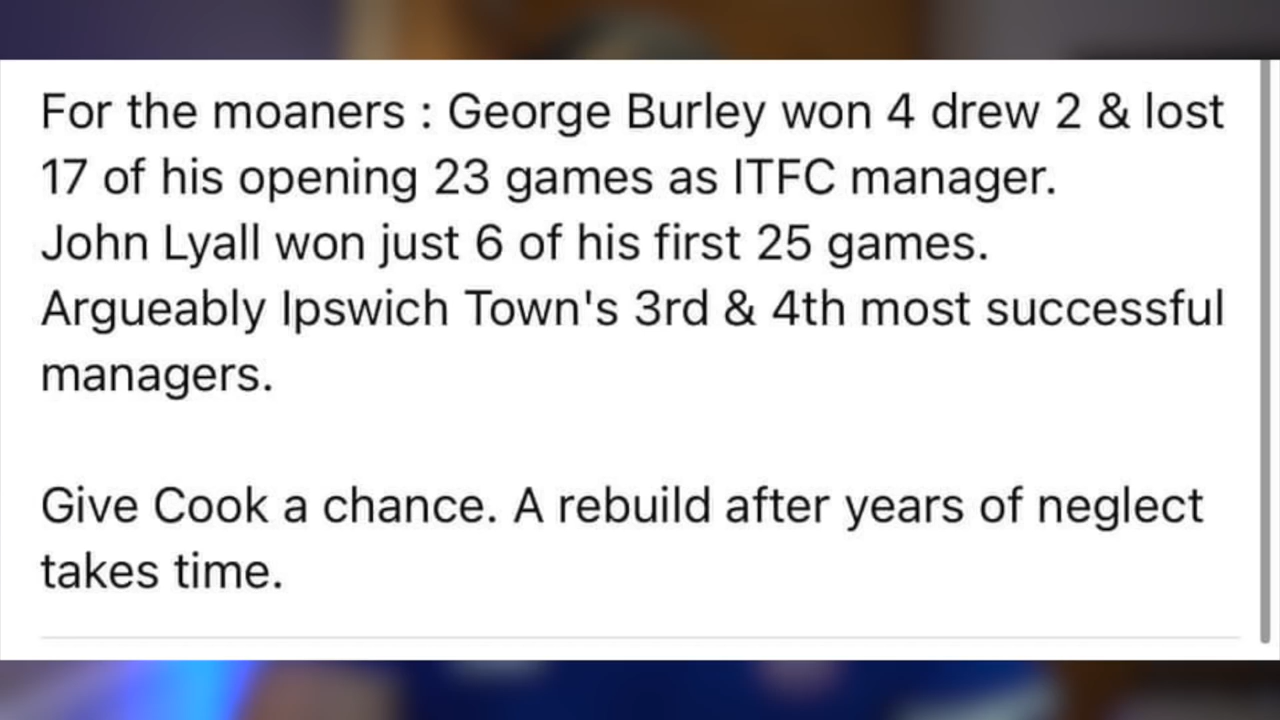 For the moaners : George Burley won 4 drew 2 & lost
17 of his opening 23 games as ITFC manager.
John Lyall won just 6 of his first 25 games.
Argueably Ipswich Town's 3rd & 4th most successful
managers.
Give Cook a chance. A rebuild after years of neglect
takes time.